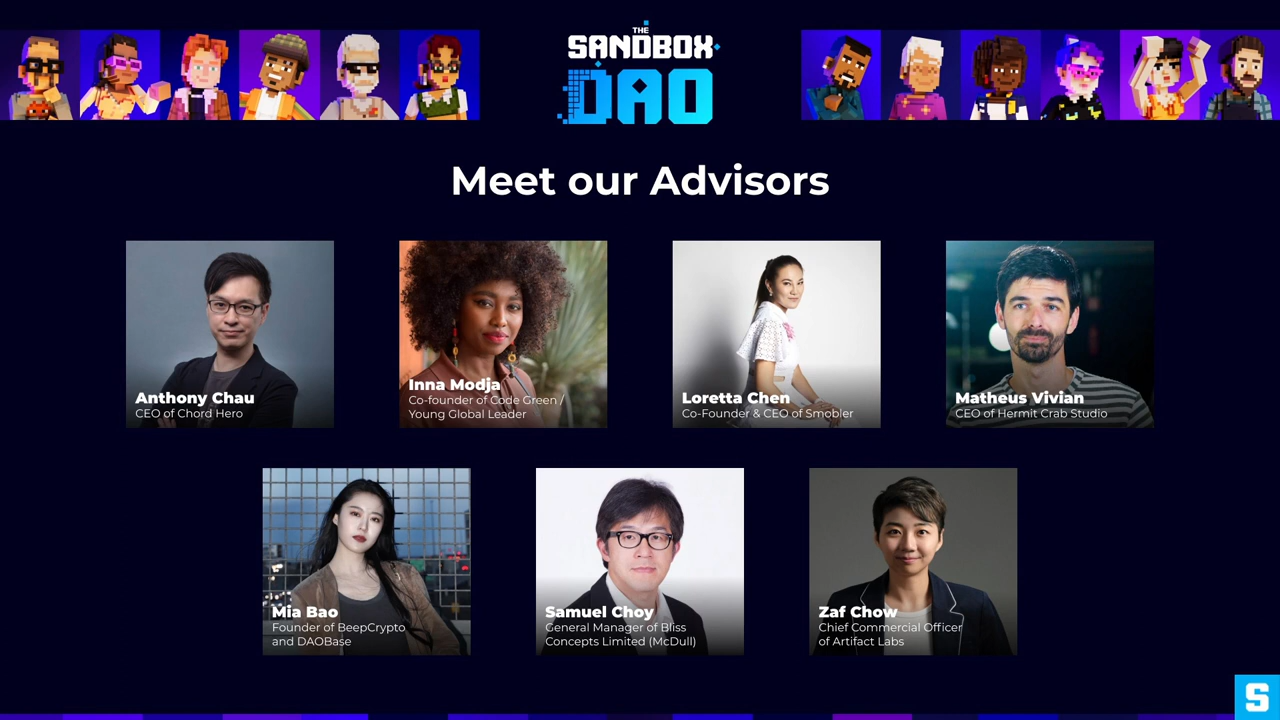 THE
SANDBOX
DAO
Meet our Advisors
Anthony Chau
CEO of Chord Hero
Inna Modja
Co-founder of Code Green /
Young Global Leader
Loretta Chen
Co-Founder & CEO of Smobler
Matheus Vivian
CEO of Hermit Crab Studio
Mia Bao
Founder of BeepCrypto
and DAOBase
Samuel Choy
General Manager of Bliss
Concepts Limited (McDull)
Zaf Chow
Chief Commercial Officer
of Artifact Labs
S